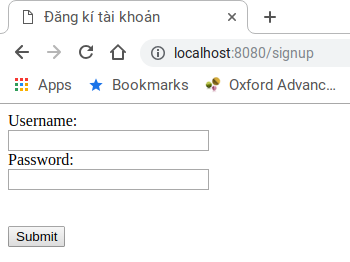 Đăng kí tài khoản
localhost:8080/signup
Apps Bookmarks Oxford Advanc...
Username:
Password:
Submit